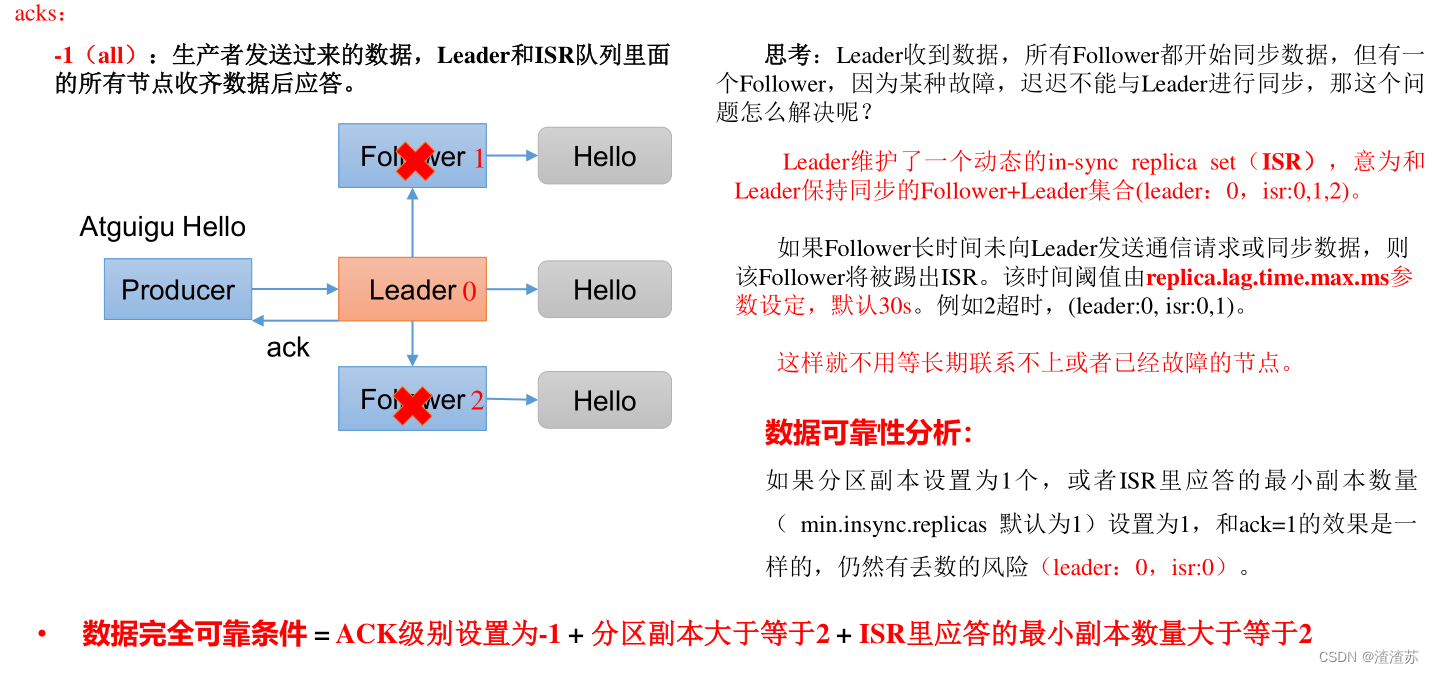 acks：
-1（all）：生产者发送过来的数据，Leader和ISR队列里面
的所有节点收齐数据后应答。
Follower 1
Hello
Atguigu Hello
Producer
Leader 0
Hello
ack
Follower 2
Hello
思考：Leader收到数据，所有Follower都开始同步数据，但有一
个Follower，因为某种故障，迟迟不能与Leader进行同步，那这个问
题怎么解决呢？
Leader维护了一个动态的in-sync replica set（ISR），意为和
Leader保持同步的Follower+Leader集合(leader：0，isr:0,1,2)。
如果Follower长时间未向Leader发送通信请求或同步数据，则
该Follower将被踢出ISR。该时间阈值由replica.lag.time.max.ms参
数设定，默认30s。例如2超时，(leader:0, isr:0,1)。
这样就不用等长期联系不上或者已经故障的节点。
数据可靠性分析：
如果分区副本设置为1个，或者ISR里应答的最小副本数量
（ min.insync.replicas 默认为1）设置为1，和ack=1的效果是一
样的，仍然有丢数的风险（leader：0，isr:0）。
• 数据完全可靠条件 = ACK级别设置为-1 + 分区副本大于等于2 + ISR里应答的最小副本数量大于等于2
CSDN @渣渣苏